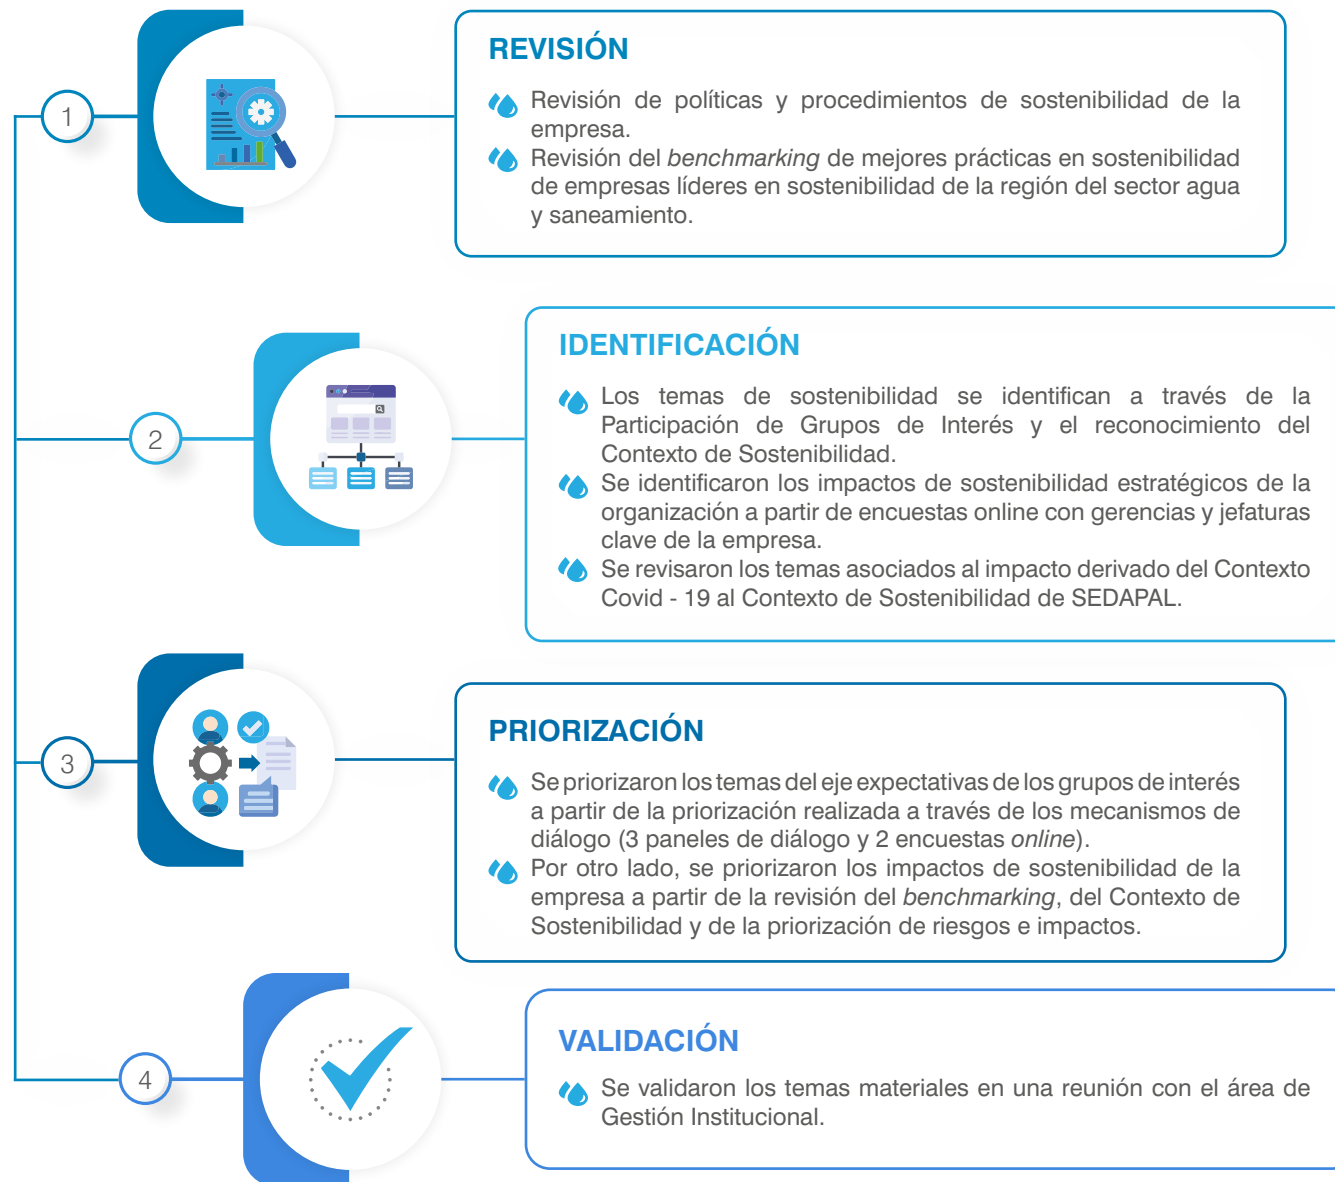 1
REVISIÓN
Revisión de políticas y procedimientos de sostenibilidad de la
empresa.
Revisión del benchmarking de mejores prácticas en sostenibilidad
de empresas líderes en sostenibilidad de la región del sector agua
y saneamiento.
2
IDENTIFICACIÓN
Los temas de sostenibilidad se identifican a través de la
Participación de Grupos de Interés y el reconocimiento del
Contexto de Sostenibilidad.
Se identificaron los impactos de sostenibilidad estratégicos de la
organización a partir de encuestas online con gerencias y jefaturas
clave de la empresa.
Se revisaron los temas asociados al impacto derivado del Contexto
Covid - 19 al Contexto de Sostenibilidad de SEDAPAL.
3
PRIORIZACIÓN
Se priorizaron los temas del eje expectativas de los grupos de interés
a partir de la priorización realizada a través de los mecanismos de
diálogo (3 paneles de diálogo y 2 encuestas online).
Por otro lado, se priorizaron los impactos de sostenibilidad de la
empresa a partir de la revisión del benchmarking, del Contexto de
Sostenibilidad y de la priorización de riesgos e impactos.
4
VALIDACIÓN
Se validaron los temas materiales en una reunión con el área de
Gestión Institucional.